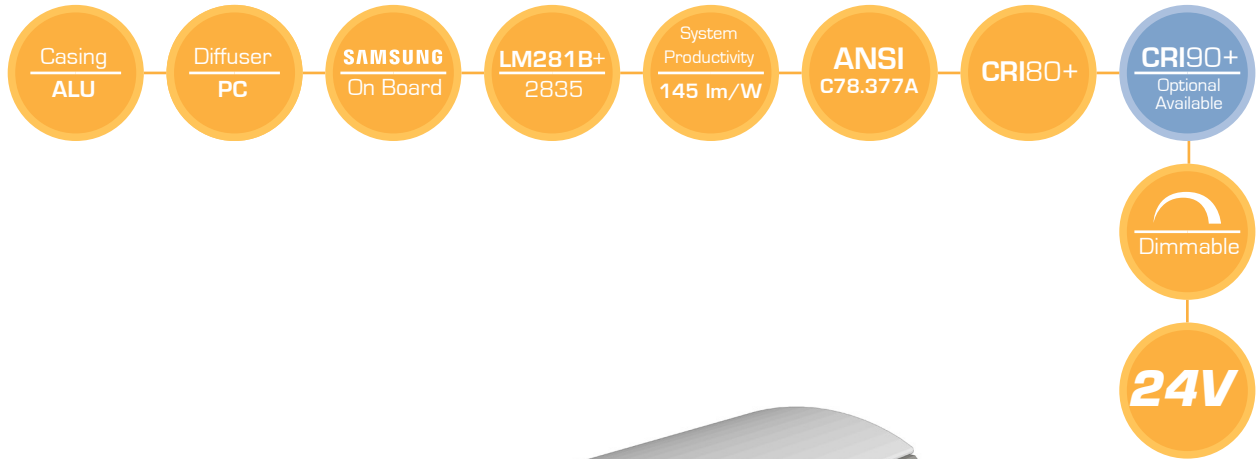 Casing
ALU
Diffuser
PC
SAMSUNG
On Board
LM281B+
2835
System
Productivity
145 lm/W
ANSI
C78.377A
CRI80+
CRI90+
Optional
Available
Dimmable
24V